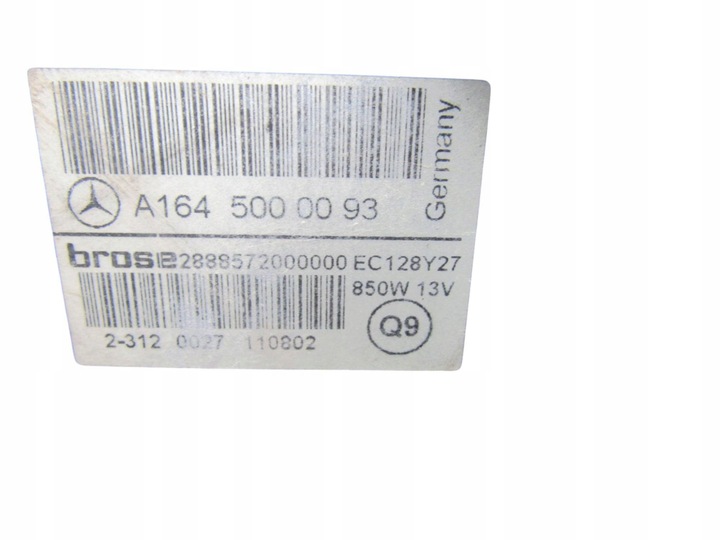 A164 500 00 93
Germany
brose 2888572000000 EC128Y27
850W 13V
Q9
2-312 0027 110802